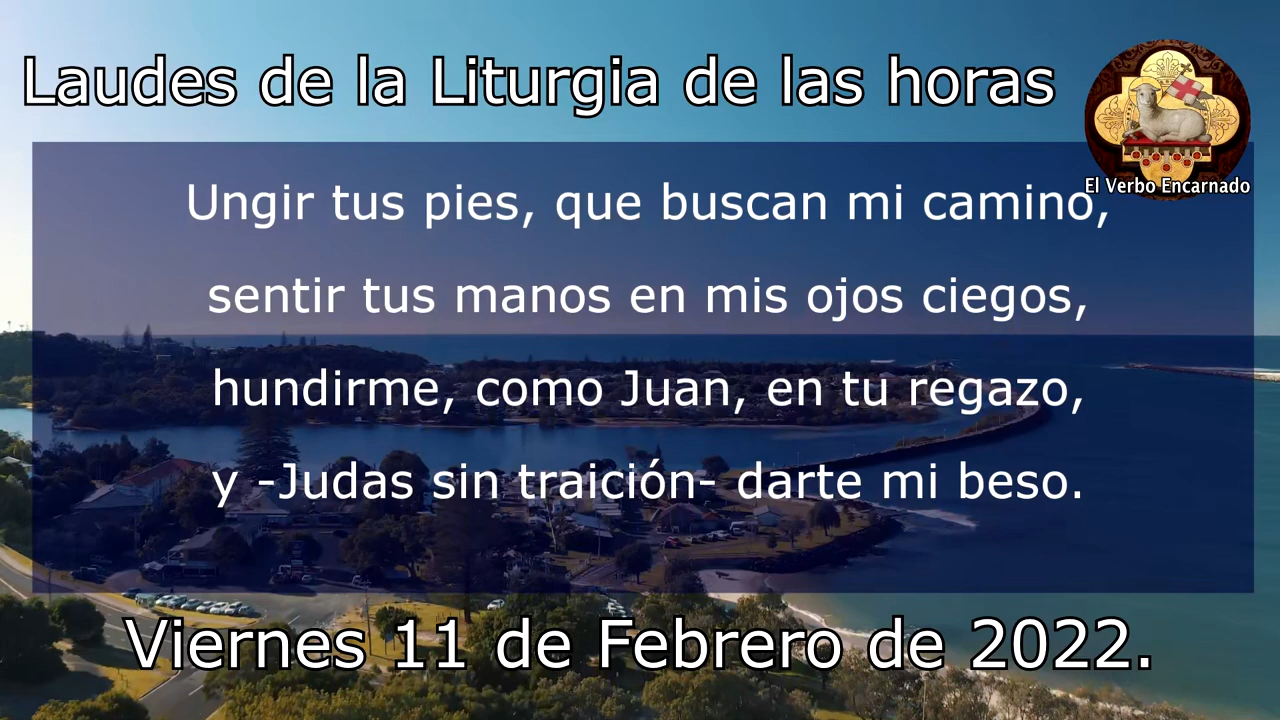 Laudes de la Liturgia de las horas
El Verbo Encarnado
Ungir tus pies, que buscan mi camino,
sentir tus manos en mis ojos ciegos,
hundirme, como Juan, en tu regazo,
y -Judas sin traición- darte mi beso.
Viernes 11 de Febrero de 2022.